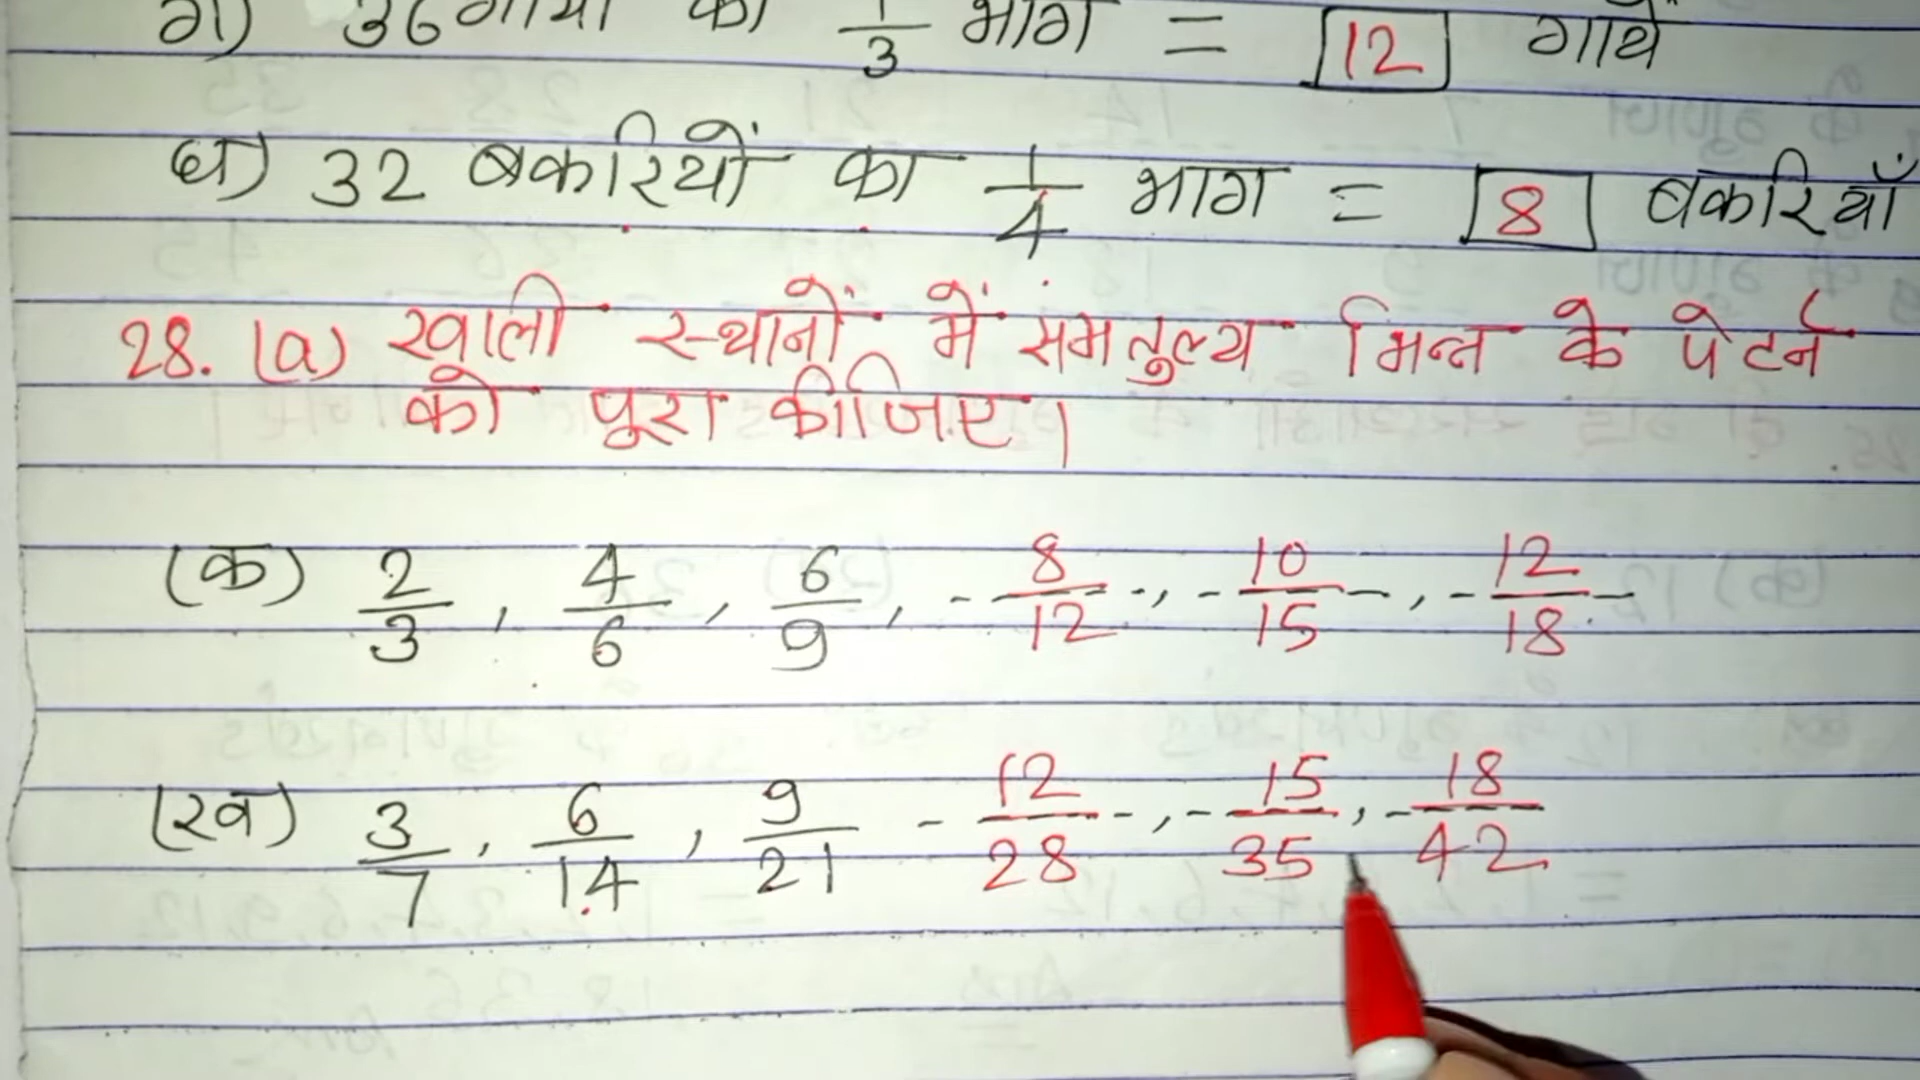 ग) 36 गायों का 1/3 भाग = 12 गायें
घ) 32 बकरियों का 1/4 भाग = 8 बकरियाँ
28. (a) खाली स्थानों में समतुल्य भिन्न के पेटर्न
को पूरा कीजिए।
(क) 2/3, 4/6, 6/9, 8/12, 10/15, 12/18
(ख) 3/7, 6/14, 9/21 12/28, 15/35, 18/42